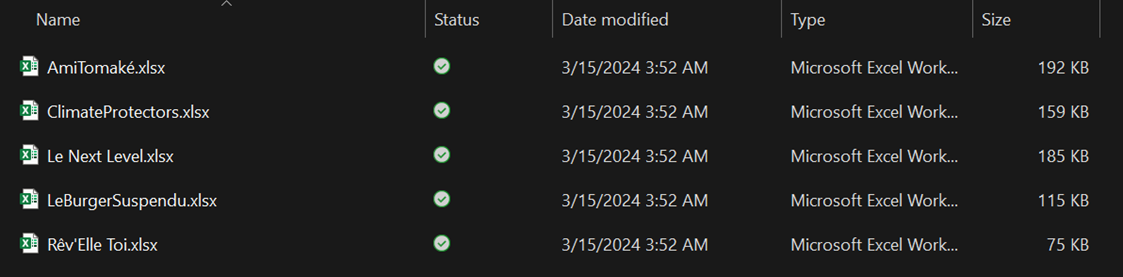 Name Status Date modified Type Size
AmiTomaké.xlsx 3/15/2024 3:52 AM Microsoft Excel Work... 192 KB
ClimateProtectors.xlsx 3/15/2024 3:52 AM Microsoft Excel Work... 159 KB
Le Next Level.xlsx 3/15/2024 3:52 AM Microsoft Excel Work... 185 KB
LeBurgerSuspendu.xlsx 3/15/2024 3:52 AM Microsoft Excel Work... 115 KB
Rêv'Elle Toi.xlsx 3/15/2024 3:52 AM Microsoft Excel Work... 75 KB